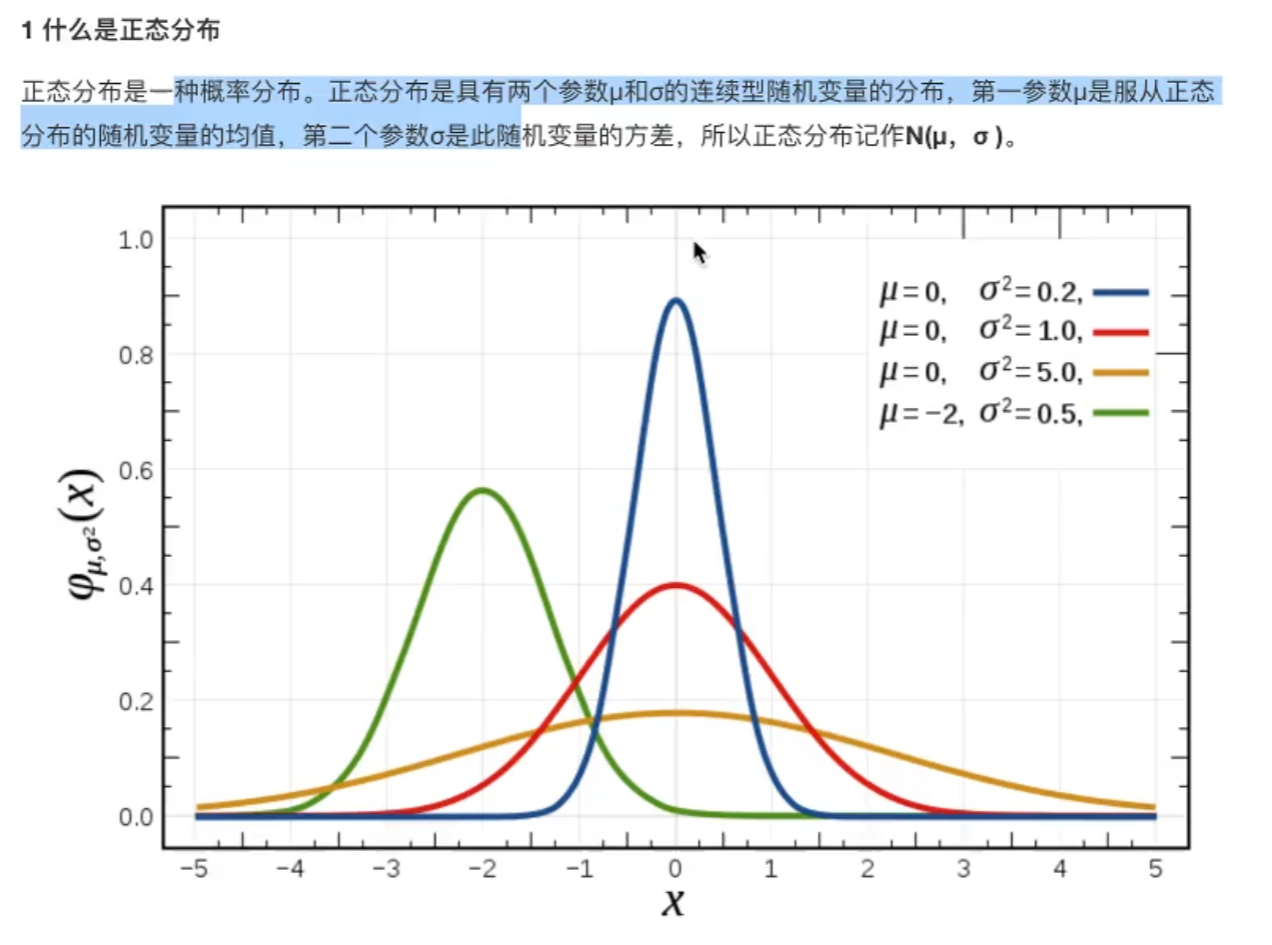 1 什么是正态分布
正态分布是一种概率分布。正态分布是具有两个参数μ和σ的连续型随机变量的分布，第一参数μ是服从正态
分布的随机变量的均值，第二个参数σ是此随机变量的方差，所以正态分布记作N(μ，σ )。
1.0
μ=0, σ²=0.2,
μ=0, σ²=1.0,
0.8
μ=0, σ²=5.0,
μ=−2, σ²=0.5,
0.6
φμ,σ²(x)
0.4
0.2
0.0
−5 −4 −3 −2 −1 0 1 2 3 4 5
x